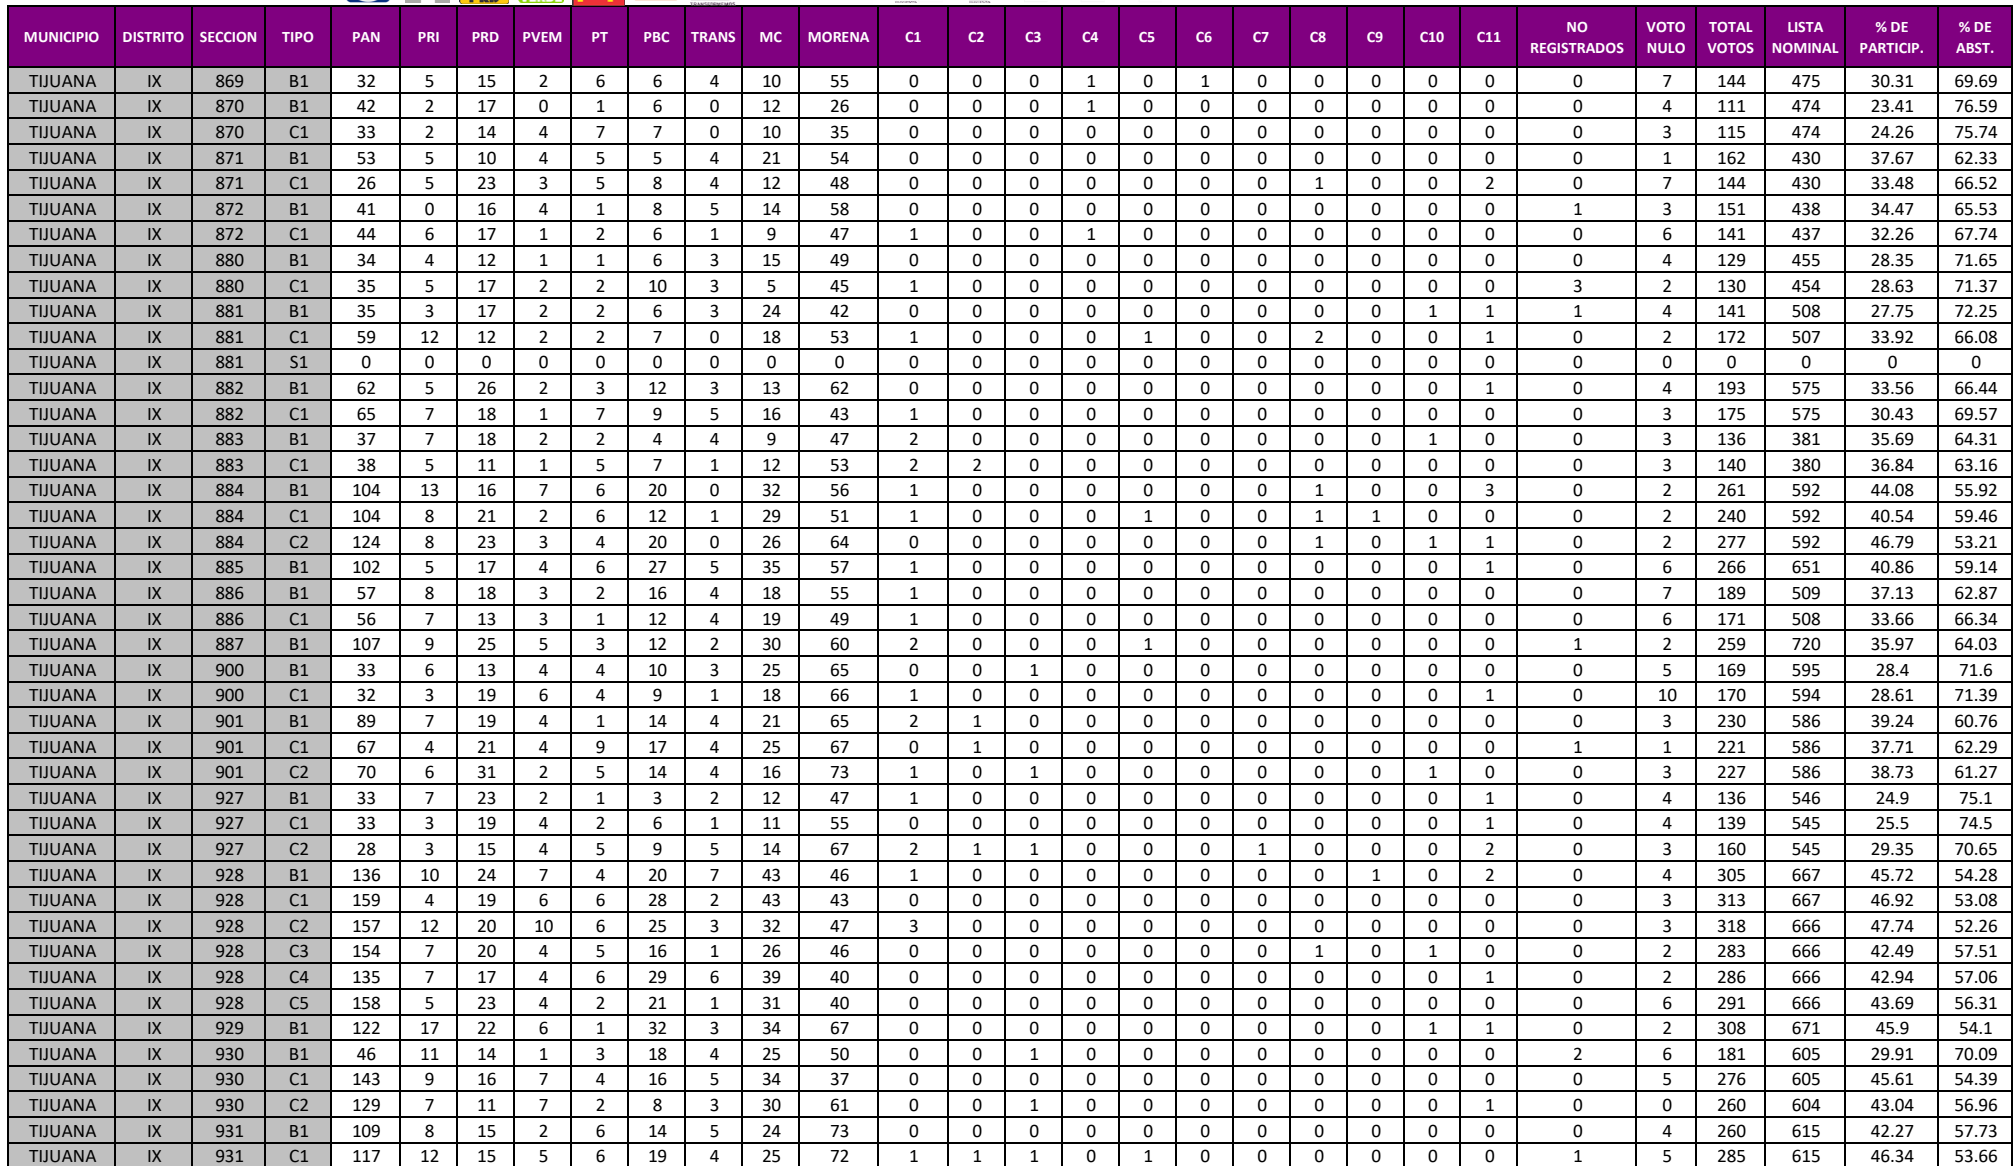 MUNICIPIO DISTRITO SECCION TIPO PAN PRI PRD PVEM PT PBC TRANS MC MORENA C1 C2 C3 C4 C5 C6 C7 C8 C9 C10 C11 NO REGISTRADOS VOTO NULO TOTAL VOTOS LISTA NOMINAL % DE PARTICIP. % DE ABST.
TIJUANA IX 869 B1 32 5 15 2 6 6 4 10 55 0 0 0 1 0 1 0 0 0 0 0 0 7 144 475 30.31 69.69
TIJUANA IX 870 B1 42 2 17 0 1 6 0 12 26 0 0 0 1 0 0 0 0 0 0 0 0 4 111 474 23.41 76.59
TIJUANA IX 870 C1 33 2 14 4 7 7 0 10 35 0 0 0 0 0 0 0 0 0 0 0 0 3 115 474 24.26 75.74
TIJUANA IX 871 B1 53 5 10 4 5 5 4 21 54 0 0 0 0 0 0 0 0 0 0 0 0 1 162 430 37.67 62.33
TIJUANA IX 871 C1 26 5 23 3 5 8 4 12 48 0 0 0 0 0 0 0 1 0 0 2 0 7 144 430 33.48 66.52
TIJUANA IX 872 B1 41 0 16 4 1 8 5 14 58 0 0 0 0 0 0 0 0 0 0 0 1 3 151 438 34.47 65.53
TIJUANA IX 872 C1 44 6 17 1 2 6 1 9 47 1 0 0 1 0 0 0 0 0 0 0 0 6 141 437 32.26 67.74
TIJUANA IX 880 B1 34 4 12 1 1 6 3 15 49 0 0 0 0 0 0 0 0 0 0 0 0 4 129 455 28.35 71.65
TIJUANA IX 880 C1 35 5 17 2 2 10 3 5 45 1 0 0 0 0 0 0 0 0 0 0 3 2 130 454 28.63 71.37
TIJUANA IX 881 B1 35 3 17 2 2 6 3 24 42 0 0 0 0 0 0 0 0 0 1 1 1 4 141 508 27.75 72.25
TIJUANA IX 881 C1 59 12 12 2 2 7 0 18 53 1 0 0 0 1 0 0 2 0 0 1 0 2 172 507 33.92 66.08
TIJUANA IX 881 S1 0 0 0 0 0 0 0 0 0 0 0 0 0 0 0 0 0 0 0 0 0 0 0 0 0 0
TIJUANA IX 882 B1 62 5 26 2 3 12 3 13 62 0 0 0 0 0 0 0 0 0 0 1 0 4 193 575 33.56 66.44
TIJUANA IX 882 C1 65 7 18 1 7 9 5 16 43 1 0 0 0 0 0 0 0 0 0 0 0 3 175 575 30.43 69.57
TIJUANA IX 883 B1 37 7 18 2 2 4 4 9 47 2 0 0 0 0 0 0 0 0 1 0 0 3 136 381 35.69 64.31
TIJUANA IX 883 C1 38 5 11 1 5 7 1 12 53 2 2 0 0 0 0 0 0 0 0 0 0 3 140 380 36.84 63.16
TIJUANA IX 884 B1 104 13 16 7 6 20 0 32 56 1 0 0 0 0 0 0 1 0 0 3 0 2 261 592 44.08 55.92
TIJUANA IX 884 C1 104 8 21 2 6 12 1 29 51 1 0 0 0 1 0 0 1 1 0 0 0 2 240 592 40.54 59.46
TIJUANA IX 884 C2 124 8 23 3 4 20 0 26 64 0 0 0 0 0 0 0 1 0 1 1 0 2 277 592 46.79 53.21
TIJUANA IX 885 B1 102 5 17 4 6 27 5 35 57 1 0 0 0 0 0 0 0 0 0 1 0 6 266 651 40.86 59.14
TIJUANA IX 886 B1 57 8 18 3 2 16 4 18 55 1 0 0 0 0 0 0 0 0 0 0 0 7 189 509 37.13 62.87
TIJUANA IX 886 C1 56 7 13 3 1 12 4 19 49 1 0 0 0 0 0 0 0 0 0 0 0 6 171 508 33.66 66.34
TIJUANA IX 887 B1 107 9 25 5 3 12 2 30 60 2 0 0 0 1 0 0 0 0 0 0 1 2 259 720 35.97 64.03
TIJUANA IX 900 B1 33 6 13 4 4 10 3 25 65 0 0 1 0 0 0 0 0 0 0 0 0 5 169 595 28.4 71.6
TIJUANA IX 900 C1 32 3 19 6 4 9 1 18 66 1 0 0 0 0 0 0 0 0 0 1 0 10 170 594 28.61 71.39
TIJUANA IX 901 B1 89 7 19 4 1 14 4 21 65 2 1 0 0 0 0 0 0 0 0 0 0 3 230 586 39.24 60.76
TIJUANA IX 901 C1 67 4 21 4 9 17 4 25 67 0 1 0 0 0 0 0 0 0 0 0 1 1 221 586 37.71 62.29
TIJUANA IX 901 C2 70 6 31 2 5 14 4 16 73 1 0 1 0 0 0 0 0 0 1 0 0 3 227 586 38.73 61.27
TIJUANA IX 927 B1 33 7 23 2 1 3 2 12 47 1 0 0 0 0 0 0 0 0 0 1 0 4 136 546 24.9 75.1
TIJUANA IX 927 C1 33 3 19 4 2 6 1 11 55 0 0 0 0 0 0 0 0 0 0 1 0 4 139 545 25.5 74.5
TIJUANA IX 927 C2 28 3 15 4 5 9 5 14 67 2 1 1 0 0 0 1 0 0 0 2 0 3 160 545 29.35 70.65
TIJUANA IX 928 B1 136 10 24 7 4 20 7 43 46 1 0 0 0 0 0 0 0 1 0 2 0 4 305 667 45.72 54.28
TIJUANA IX 928 C1 159 4 19 6 6 28 2 43 43 0 0 0 0 0 0 0 0 0 0 0 0 3 313 667 46.92 53.08
TIJUANA IX 928 C2 157 12 20 10 6 25 3 32 47 3 0 0 0 0 0 0 0 0 0 0 0 3 318 666 47.74 52.26
TIJUANA IX 928 C3 154 7 20 4 5 16 1 26 46 0 0 0 0 0 0 0 1 0 1 0 0 2 283 666 42.49 57.51
TIJUANA IX 928 C4 135 7 17 4 6 29 6 39 40 0 0 0 0 0 0 0 0 0 0 1 0 2 286 666 42.94 57.06
TIJUANA IX 928 C5 158 5 23 4 2 21 1 31 40 0 0 0 0 0 0 0 0 0 0 0 0 6 291 666 43.69 56.31
TIJUANA IX 929 B1 122 17 22 6 1 32 3 34 67 0 0 0 0 0 0 0 0 0 1 1 0 2 308 671 45.9 54.1
TIJUANA IX 930 B1 46 11 14 1 3 18 4 25 50 0 0 1 0 0 0 0 0 0 0 0 2 6 181 605 29.91 70.09
TIJUANA IX 930 C1 143 9 16 7 4 16 5 34 37 0 0 0 0 0 0 0 0 0 0 0 0 5 276 605 45.61 54.39
TIJUANA IX 930 C2 129 7 11 7 2 8 3 30 61 0 0 1 0 0 0 0 0 0 0 1 0 0 260 604 43.04 56.96
TIJUANA IX 931 B1 109 8 15 2 6 14 5 24 73 0 0 0 0 0 0 0 0 0 0 0 0 4 260 615 42.27 57.73
TIJUANA IX 931 C1 117 12 15 5 6 19 4 25 72 1 1 1 0 1 0 0 0 0 0 0 1 5 285 615 46.34 53.66